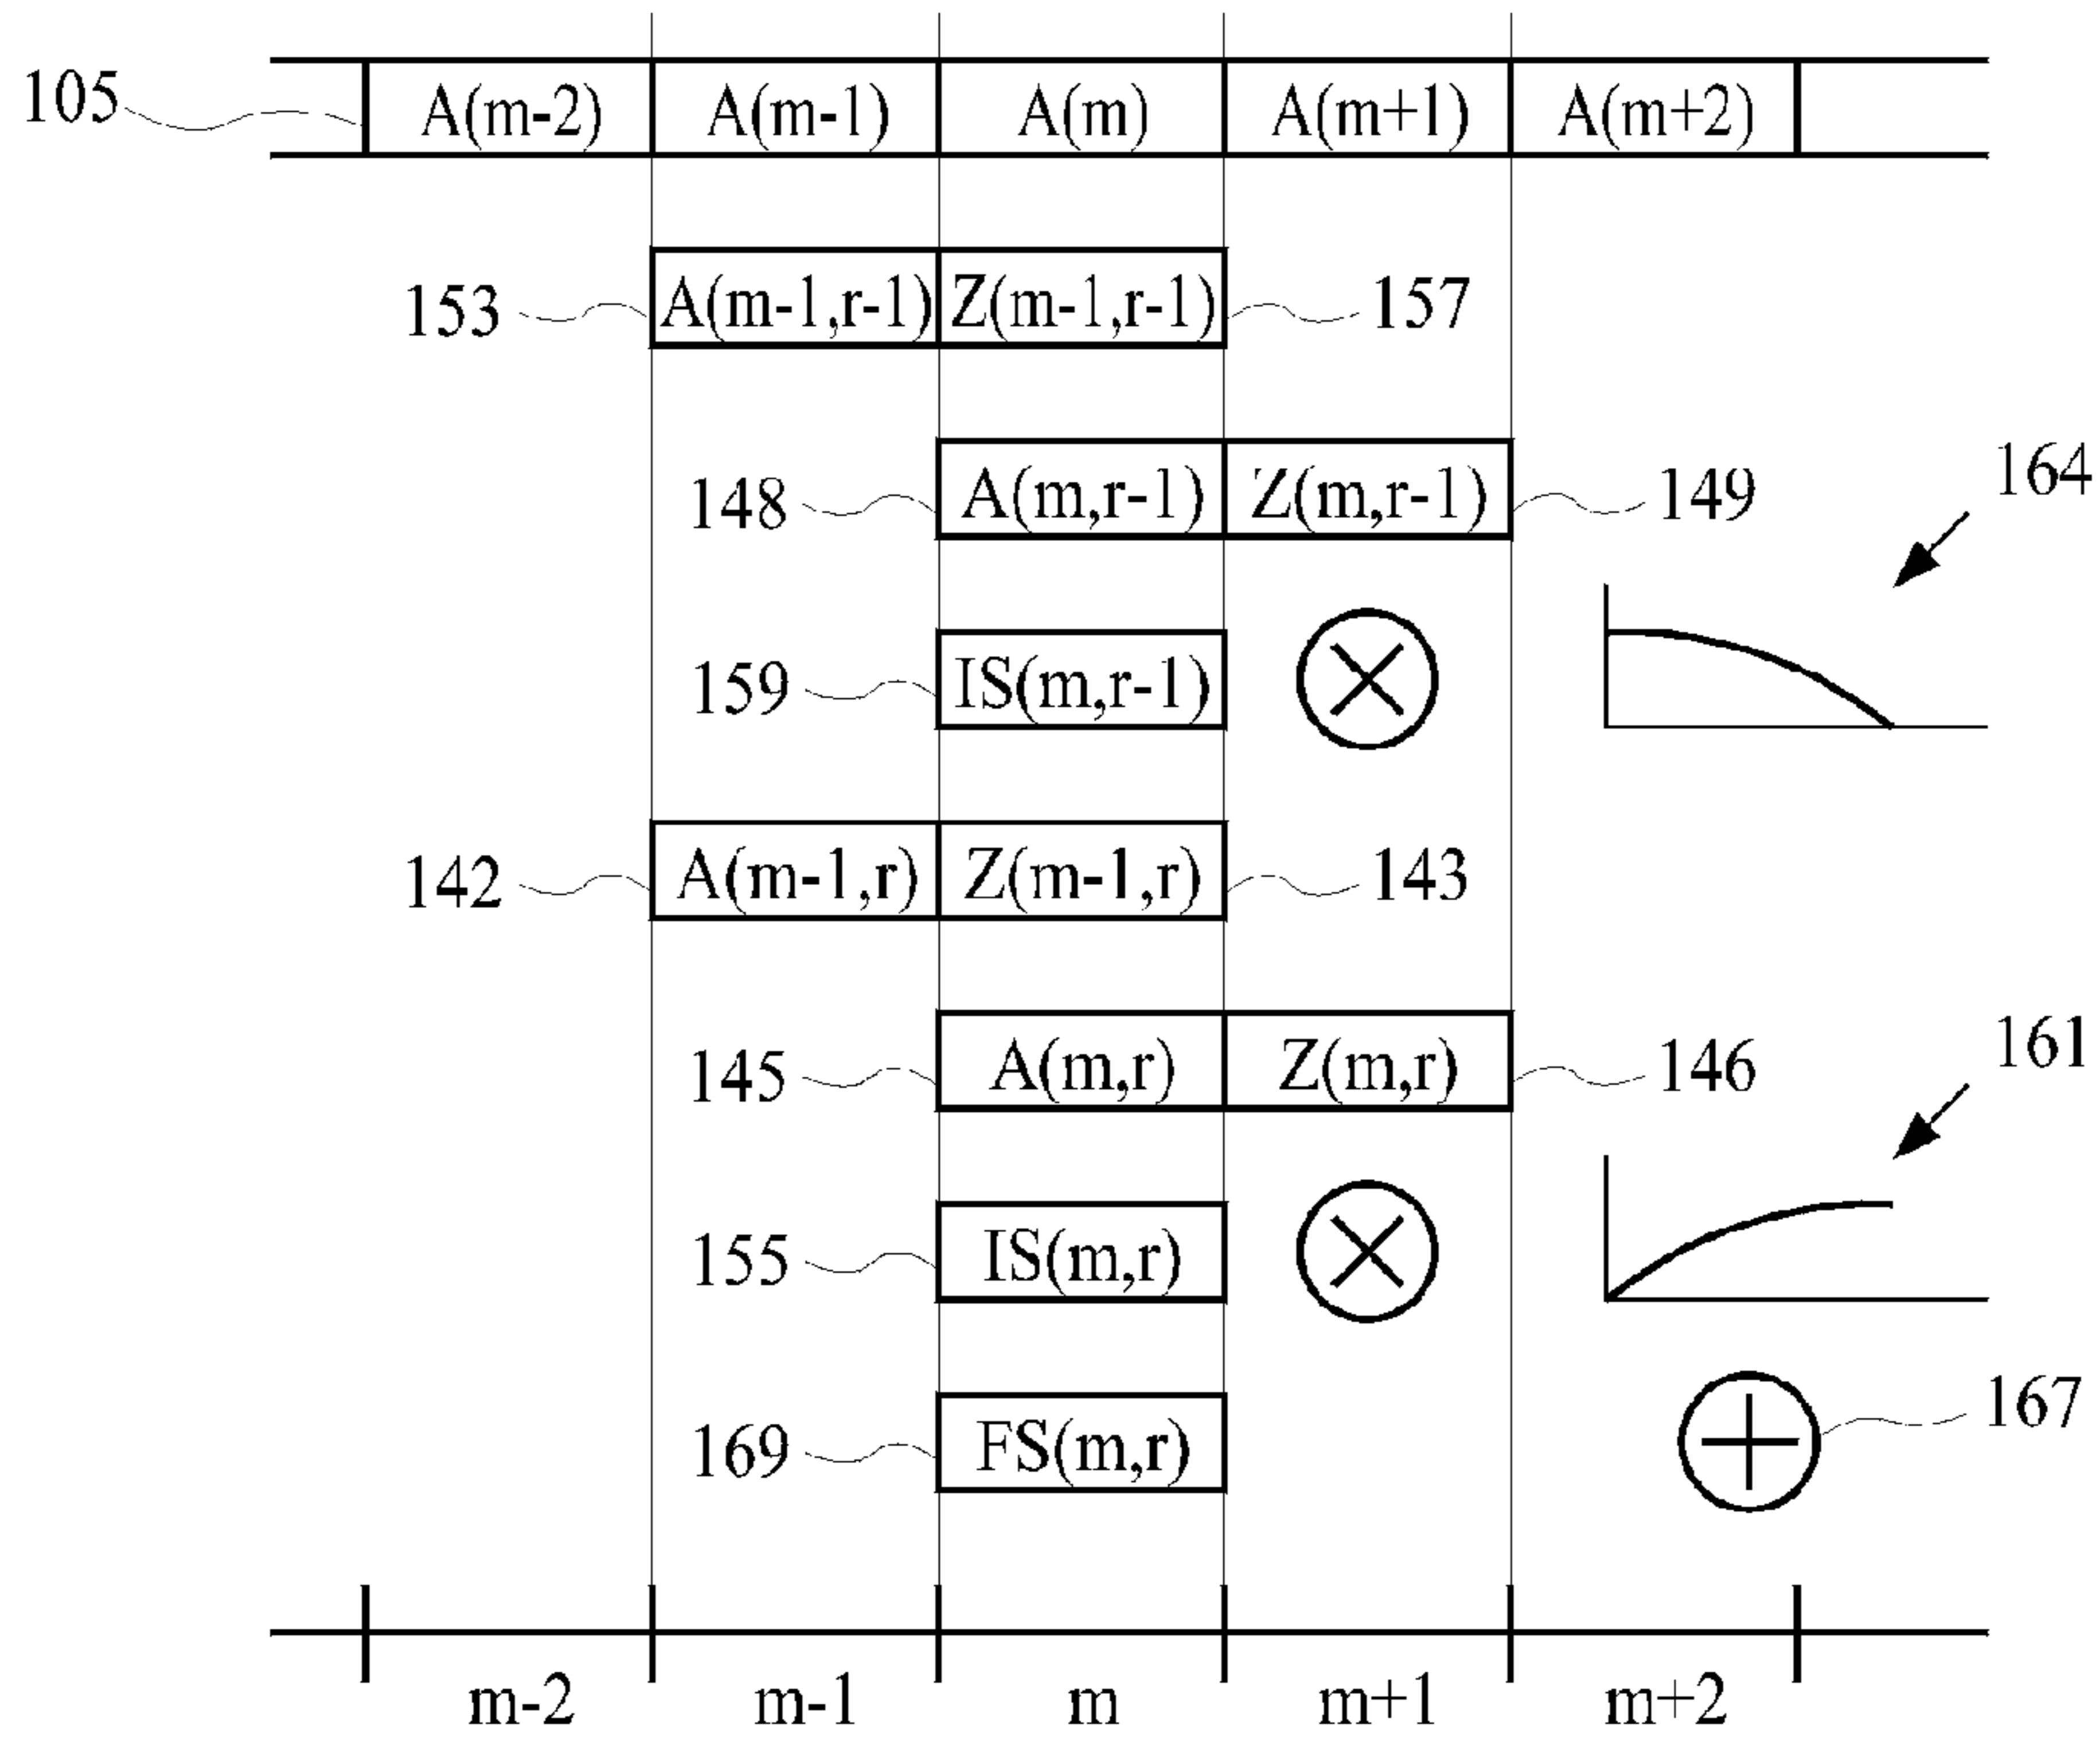 105 A(m-2) A(m-1) A(m) A(m+1) A(m+2)
153 A(m-1,r-1) Z(m-1,r-1) 157
148 A(m,r-1) Z(m,r-1) 149 164
159 IS(m,r-1)
142 A(m-1,r) Z(m-1,r) 143
145 A(m,r) Z(m,r) 146 161
155 IS(m,r)
169 FS(m,r) 167
m-2 m-1 m m+1 m+2